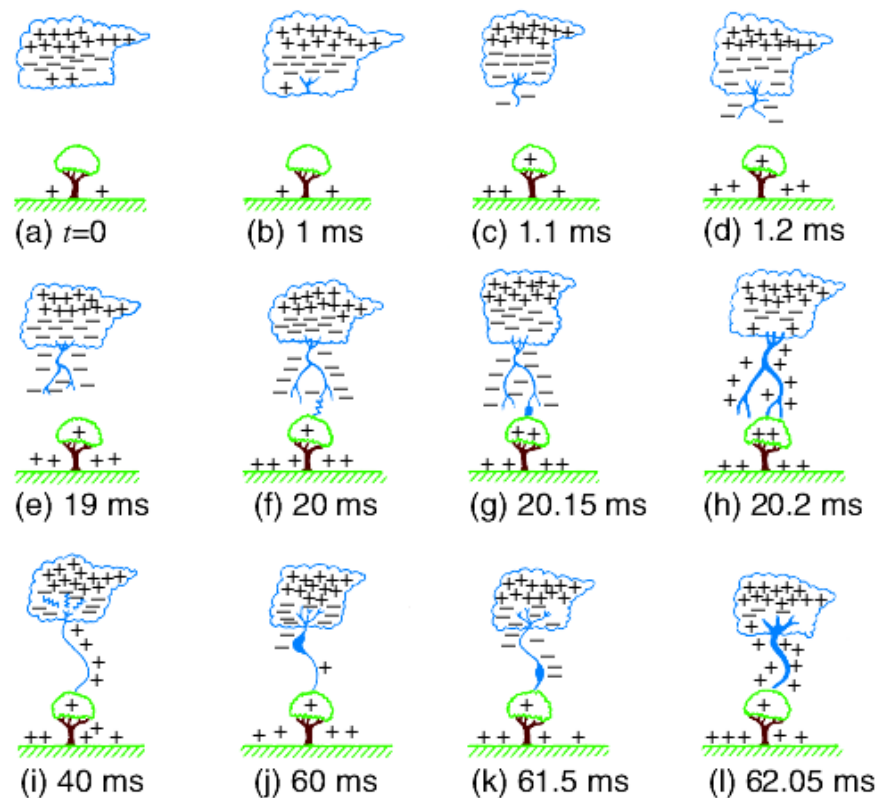 (a) t=0
(b) 1 ms
(c) 1.1 ms
(d) 1.2 ms
(e) 19 ms
(f) 20 ms
(g) 20.15 ms
(h) 20.2 ms
(i) 40 ms
(j) 60 ms
(k) 61.5 ms
(l) 62.05 ms